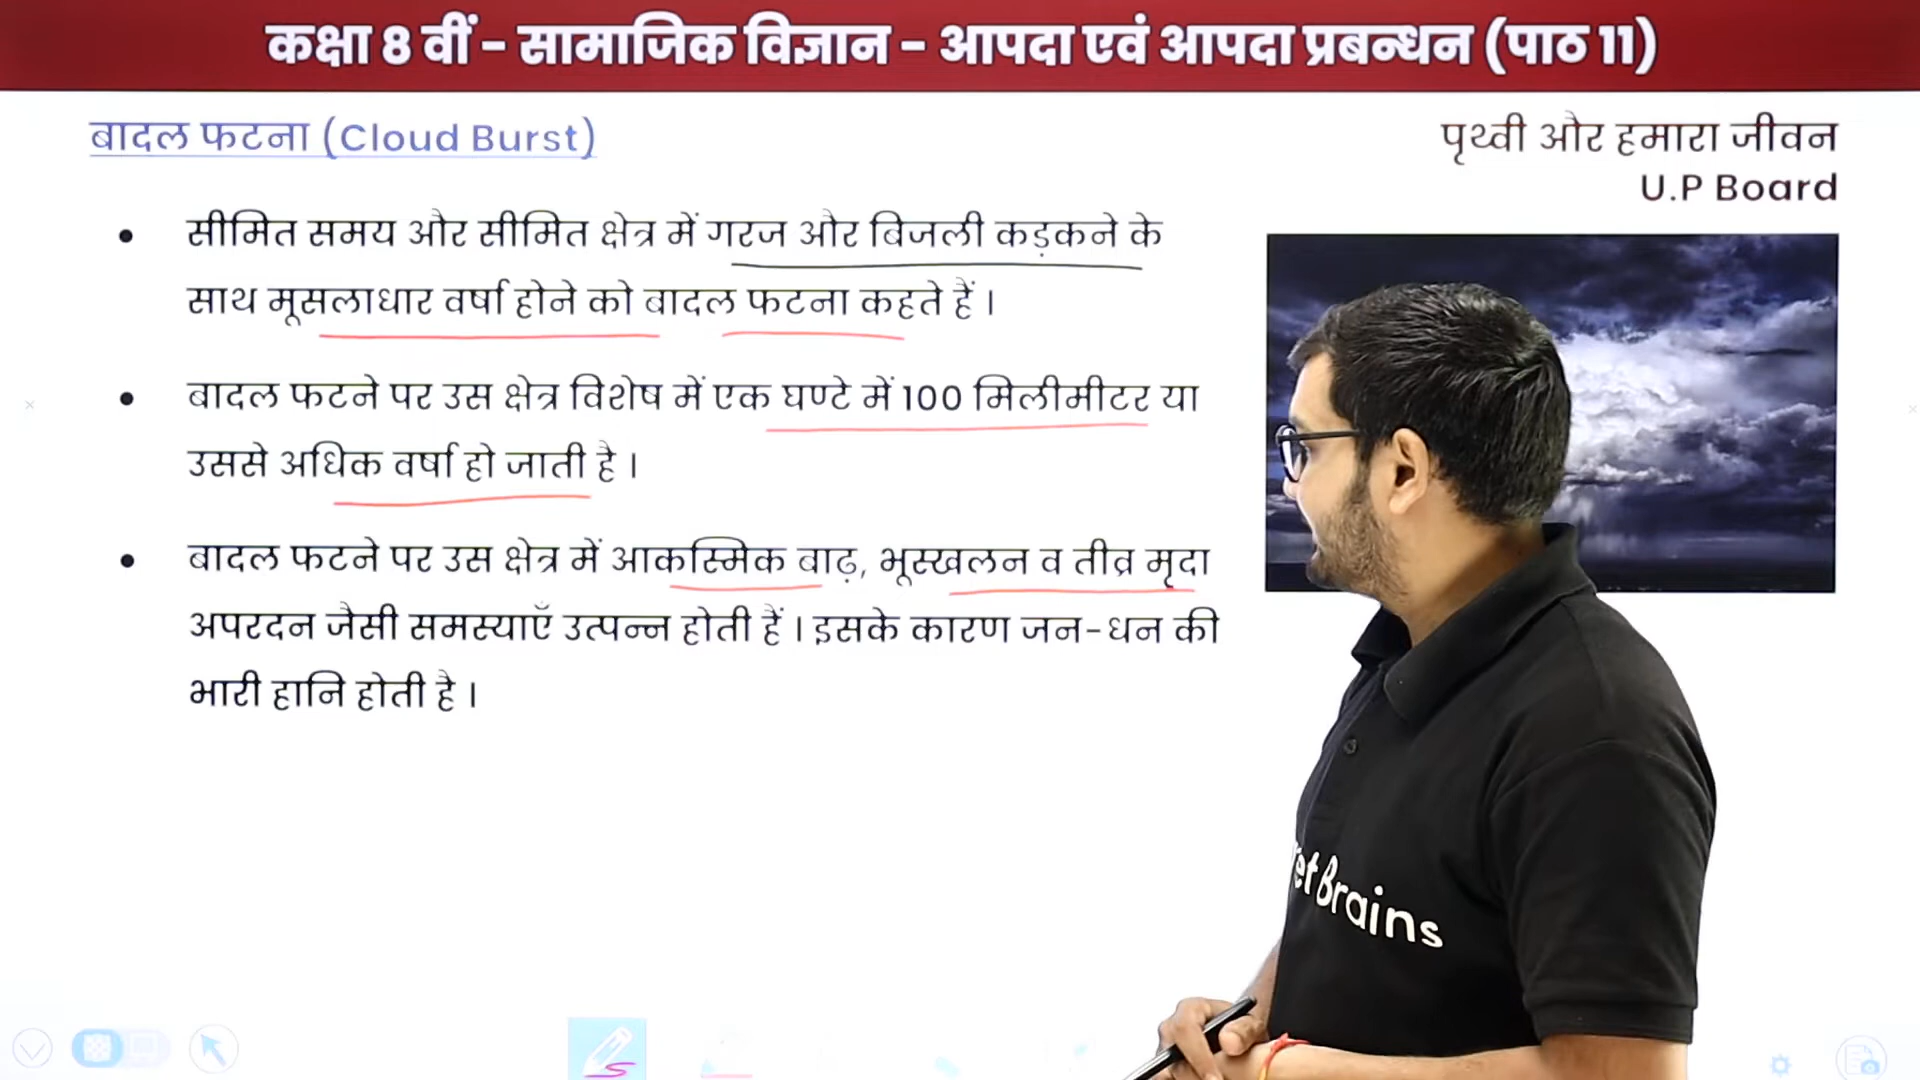 कक्षा 8 वीं - सामाजिक विज्ञान - आपदा एवं आपदा प्रबन्धन (पाठ 11)
बादल फटना (Cloud Burst)
पृथ्वी और हमारा जीवन
U.P Board
• सीमित समय और सीमित क्षेत्र में गरज और बिजली कड़कने के
साथ मूसलाधार वर्षा होने को बादल फटना कहते हैं ।
• बादल फटने पर उस क्षेत्र विशेष में एक घण्टे में 100 मिलीमीटर या
उससे अधिक वर्षा हो जाती है ।
• बादल फटने पर उस क्षेत्र में आकस्मिक बाढ़, भूस्खलन व तीव्र मृदा
अपरदन जैसी समस्याएँ उत्पन्न होती हैं । इसके कारण जन-धन की
भारी हानि होती है ।
Brains